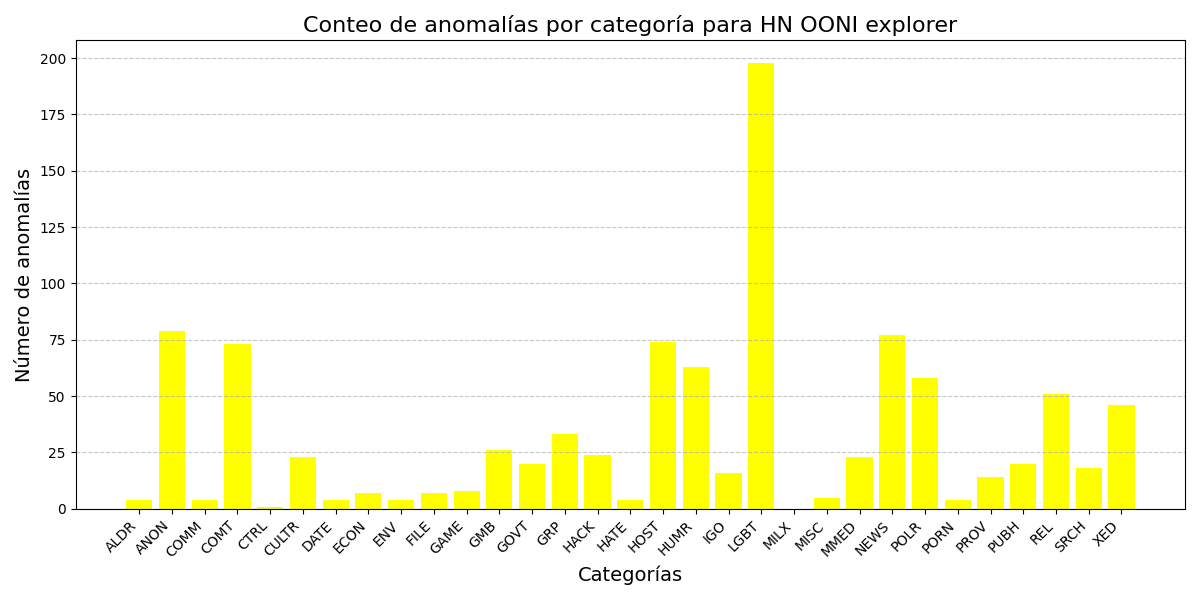 Conteo de anomalías por categoría para HN OONI explorer
Número de anomalías
200
175
150
125
100
75
50
25
0
ALDR
ANON
COMM
COMT
CTRL
CULTR
DATE
ECON
ENV
FILE
GAME
GMB
GOVT
GRP
HACK
HATE
HOST
HUMR
IGO
LGBT
MILX
MISC
MMED
NEWS
POLR
PORN
PROV
PUBH
REL
SRCH
XED
Categorías